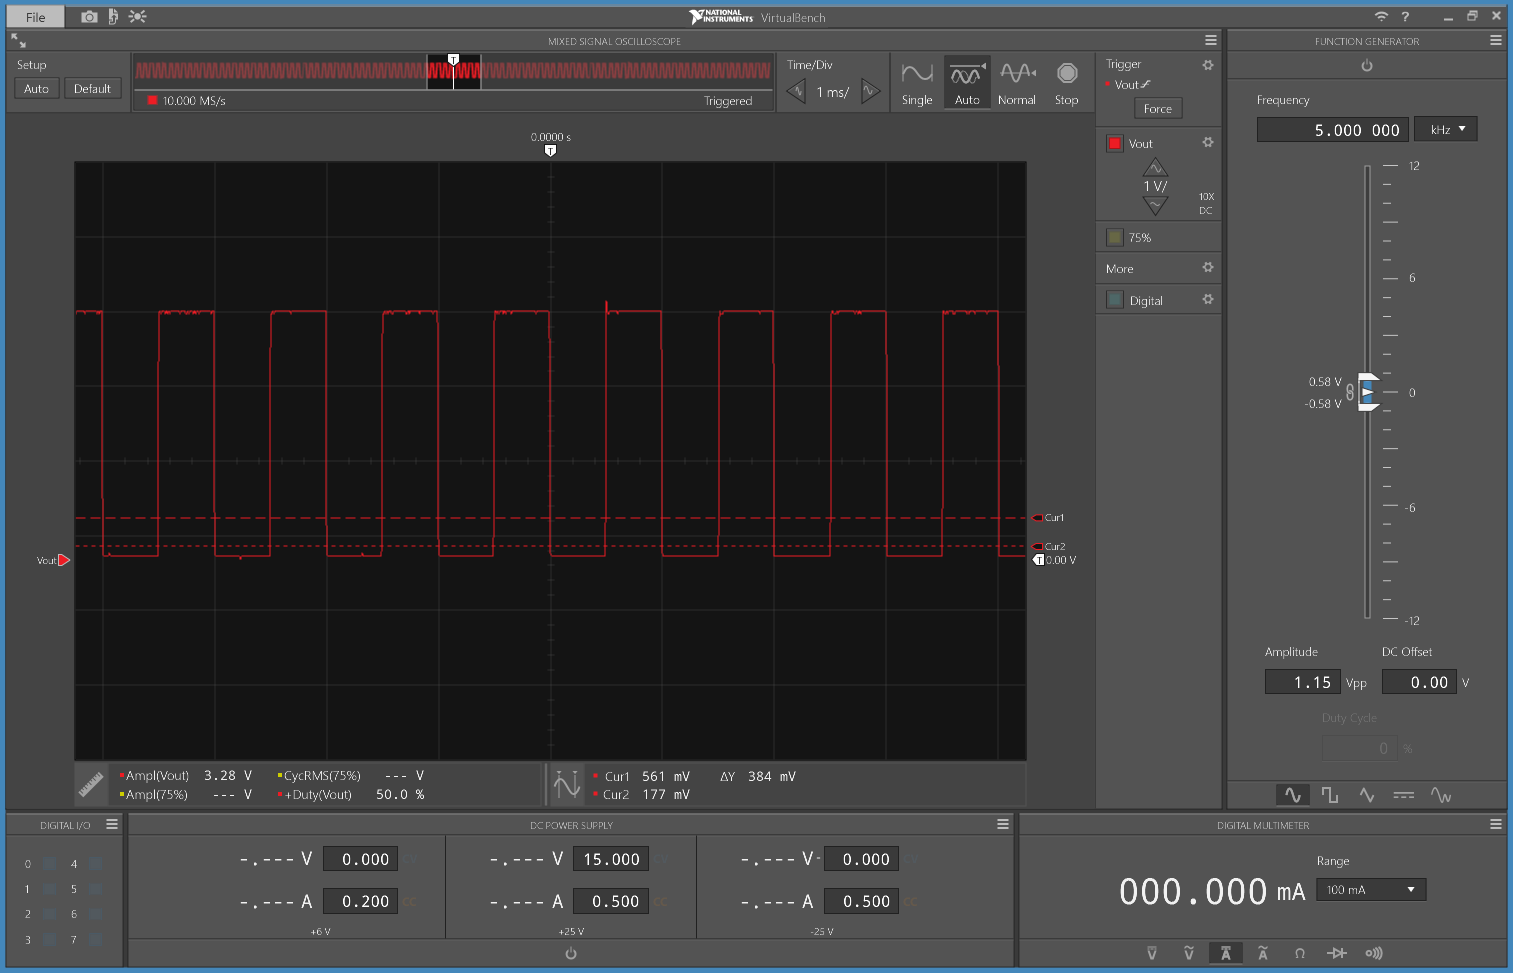 File
NATIONAL INSTRUMENTS VirtualBench
?
MIXED SIGNAL OSCILLOSCOPE
FUNCTION GENERATOR
Setup
Auto Default
T
10.000 MS/s Triggered
Time/Div
1 ms/
Single Auto Normal Stop
Trigger
Vout
Force
Vout
1 V/
10X
DC
75%
More
Digital
0.0000 s
T
Cur1
Cur2
Vout
T 0.00 V
Ampl(Vout) 3.28 V CycRMS(75%) --- V
Ampl(75%) --- V +Duty(Vout) 50.0 %
Cur1 561 mV ΔY 384 mV
Cur2 177 mV
Frequency
5.000 000 kHz
12
6
0.58 V
0
-0.58 V
-6
-12
Amplitude DC Offset
1.15 Vpp 0.00 V
Duty Cycle
0 %
DIGITAL I/O
0 4
1 5
2 6
3 7
DC POWER SUPPLY
-.--- V 0.000 CV
-.--- A 0.200 CC
+6 V
-.--- V 15.000 CV
-.--- A 0.500 CC
+25 V
-.--- V - 0.000 CV
-.--- A 0.500 CC
-25 V
DIGITAL MULTIMETER
Range
000.000 mA 100 mA
V V A A Ω